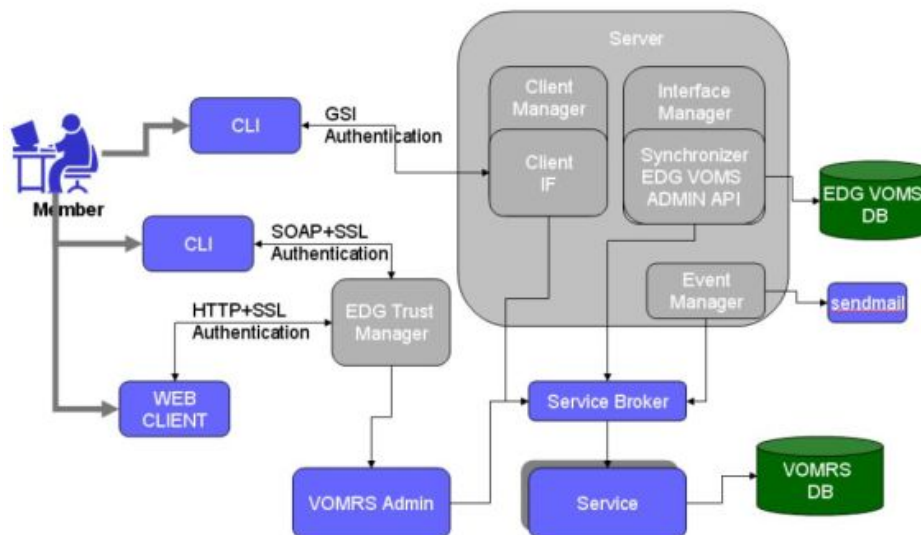 Server
Client
Manager
Interface
Manager
CLI
GSI
Authentication
Client
IF
Synchronizer
EDG VOMS
ADMIN API
EDG VOMS
DB
Member
CLI
SOAP+SSL
Authentication
Event
Manager
sendmail
HTTP+SSL
Authentication
EDG Trust
Manager
WEB
CLIENT
Service Broker
VOMRS Admin
Service
VOMRS
DB